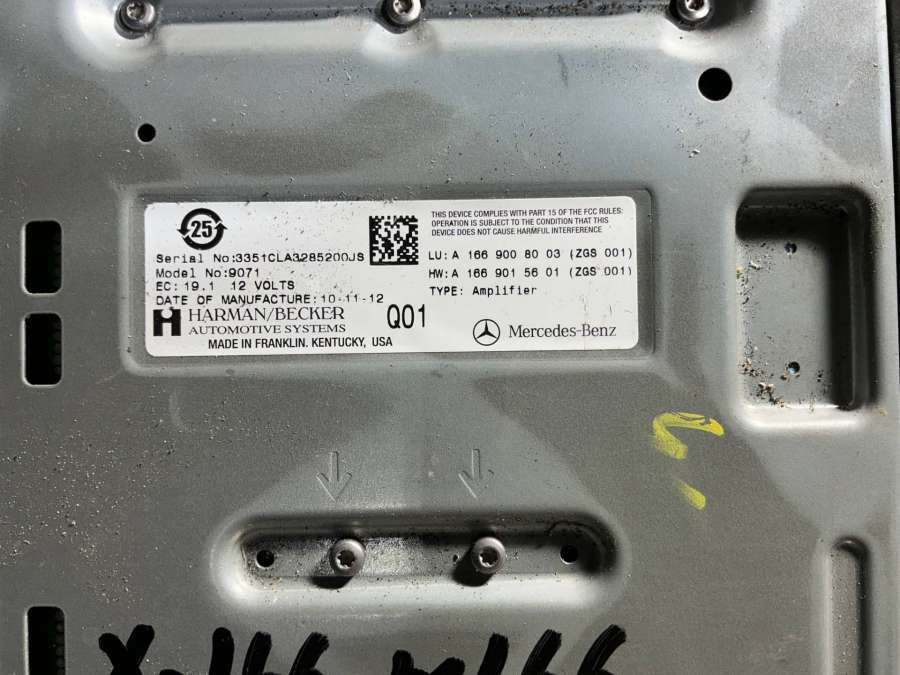 25
THIS DEVICE COMPLIES WITH PART 15 OF THE FCC RULES:
OPERATION IS SUBJECT TO THE CONDITION THAT THIS
DEVICE DOES NOT CAUSE HARMFUL INTERFERENCE
Serial No:3351CLA3285200JS
Model No:9071
EC: 19.1 12 VOLTS
DATE OF MANUFACTURE:10-11-12
LU: A 166 900 80 03 (ZGS 001)
HW: A 166 901 56 01 (ZGS 001)
TYPE: Amplifier
HARMAN/BECKER
AUTOMOTIVE SYSTEMS
MADE IN FRANKLIN. KENTUCKY, USA
Q01
Mercedes-Benz
X-166 m166